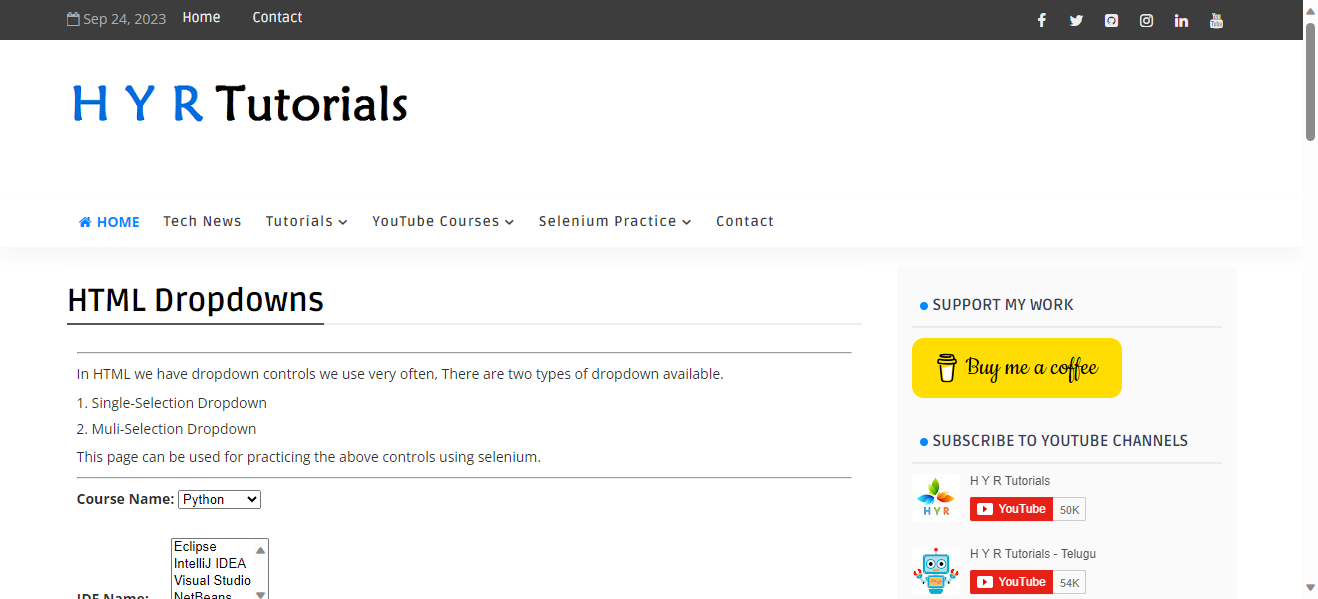 Sep 24, 2023 Home Contact
H Y R Tutorials
HOME Tech News Tutorials YouTube Courses Selenium Practice Contact
HTML Dropdowns
In HTML we have dropdown controls we use very often, There are two types of dropdown available.
1. Single-Selection Dropdown
2. Muli-Selection Dropdown
This page can be used for practicing the above controls using selenium.
Course Name: Python
Eclipse
IntelliJ IDEA
Visual Studio
IDE Name: NetBeans
SUPPORT MY WORK
Buy me a coffee
SUBSCRIBE TO YOUTUBE CHANNELS
HYR
H Y R Tutorials
YouTube 50K
H Y R Tutorials - Telugu
YouTube 54K